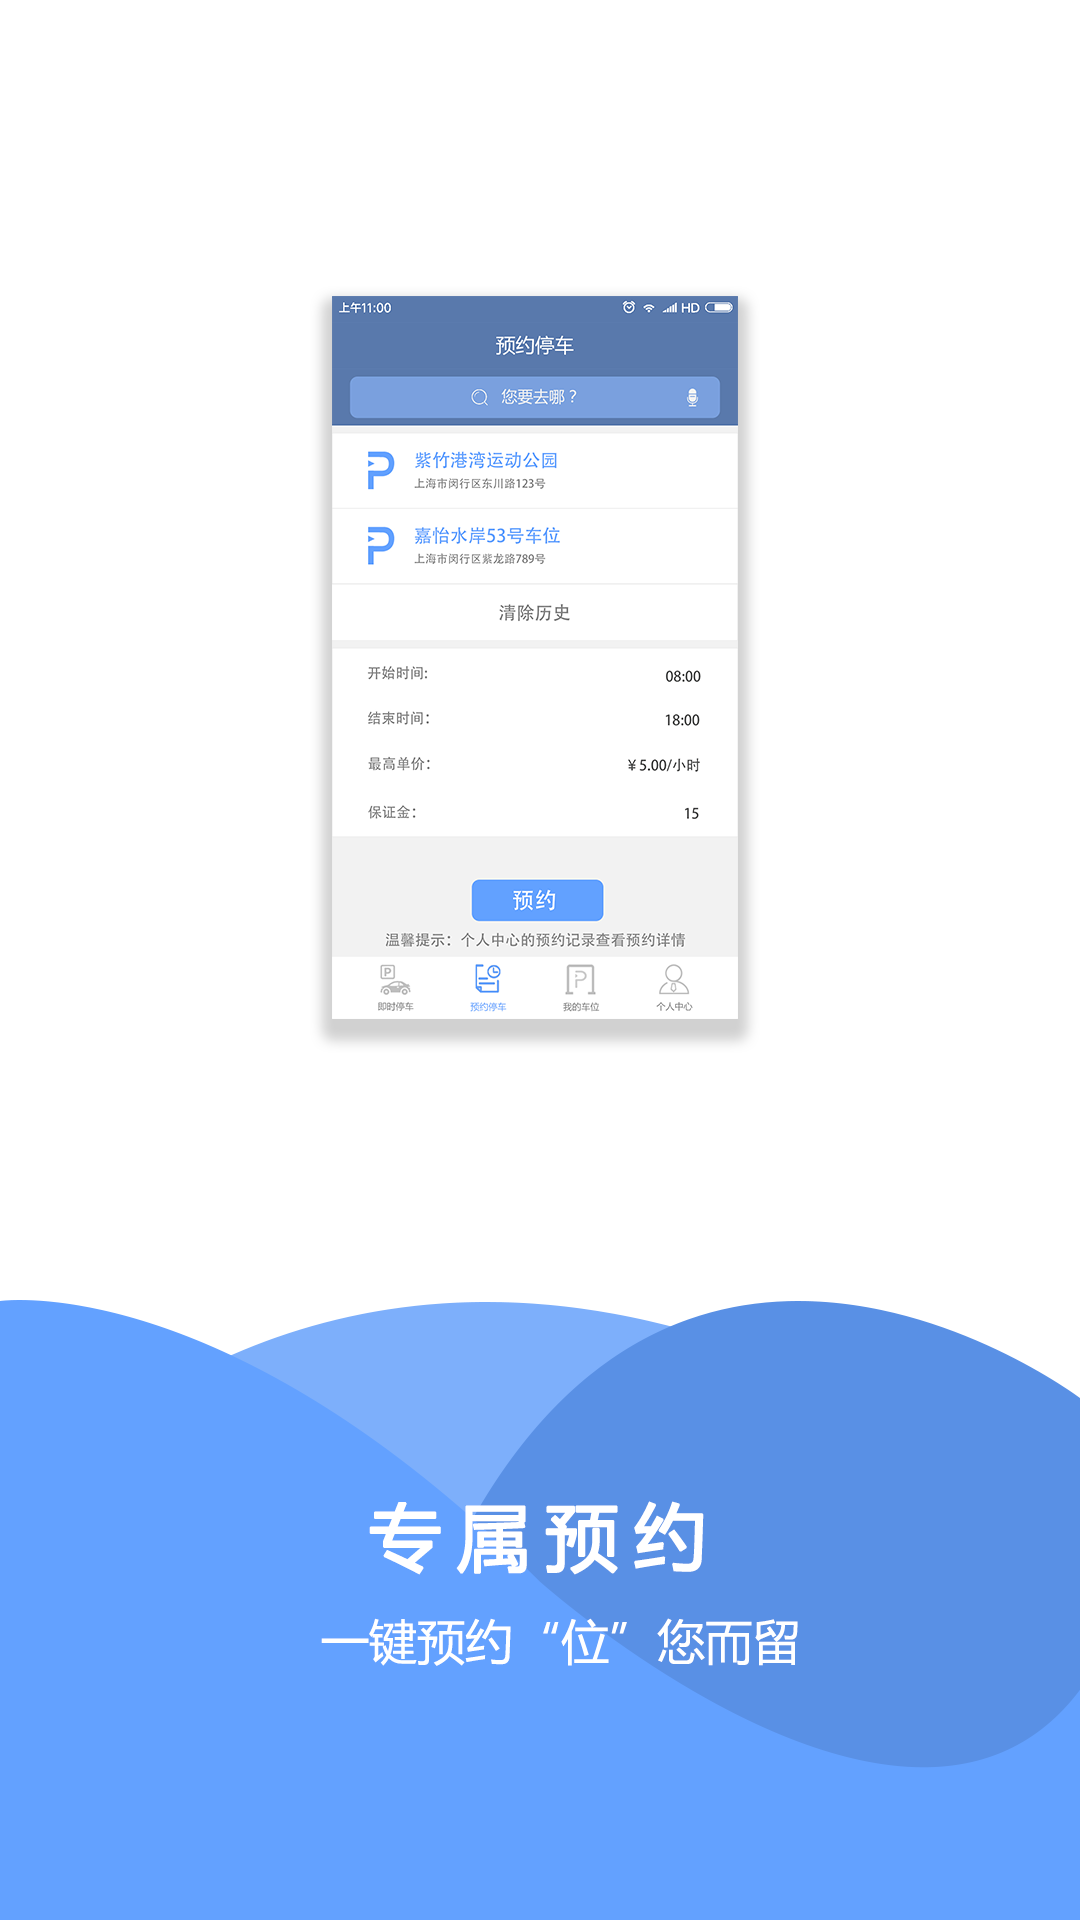 上午11:00 HD
预约停车
您要去哪？
紫竹港湾运动公园
上海市闵行区东川路123号
嘉怡水岸53号车位
上海市闵行区紫龙路789号
清除历史
开始时间: 08:00
结束时间: 18:00
最高单价: ¥5.00/小时
保证金: 15
预约
温馨提示：个人中心的预约记录查看预约详情
即时停车 预约停车 我的车位 个人中心
专属预约
一键预约“位”您而留